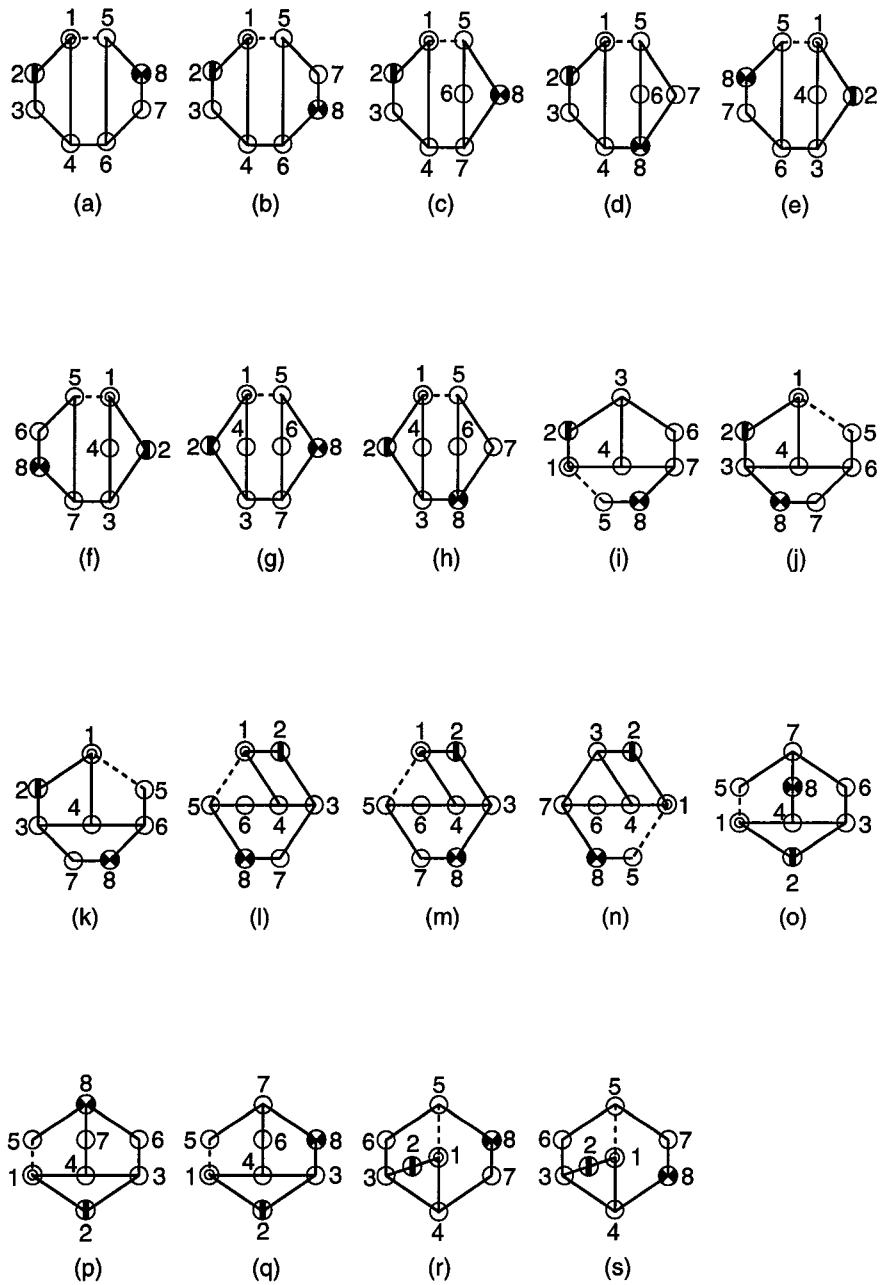 1 5 1 5 1 5 1 5 5 1
2 8 2 7 2 6 8 2 6 7 8 4 2
3 7 3 8 3 3 7
4 6 4 6 4 7 4 8 6 3
(a) (b) (c) (d) (e)
5 1 1 5 1 5 3 1
6 4 6 4 6 2 6 2 5
8 4 2 2 8 2 7 1 4 7 3 4 6
7 3 3 7 3 8 5 8 8 7
(f) (g) (h) (i) (j)
1 1 2 1 2 3 2 7
2 4 5 5 3 5 3 7 1 5 8 6
3 6 6 4 6 4 6 4 1 4 3
7 8 8 7 7 8 8 5 2
(k) (l) (m) (n) (o)
8 7 5 5
5 7 6 5 6 8 6 2 8 6 2 7
1 4 3 1 4 3 3 1 7 3 1 8
2 2 4 4
(p) (q) (r) (s)